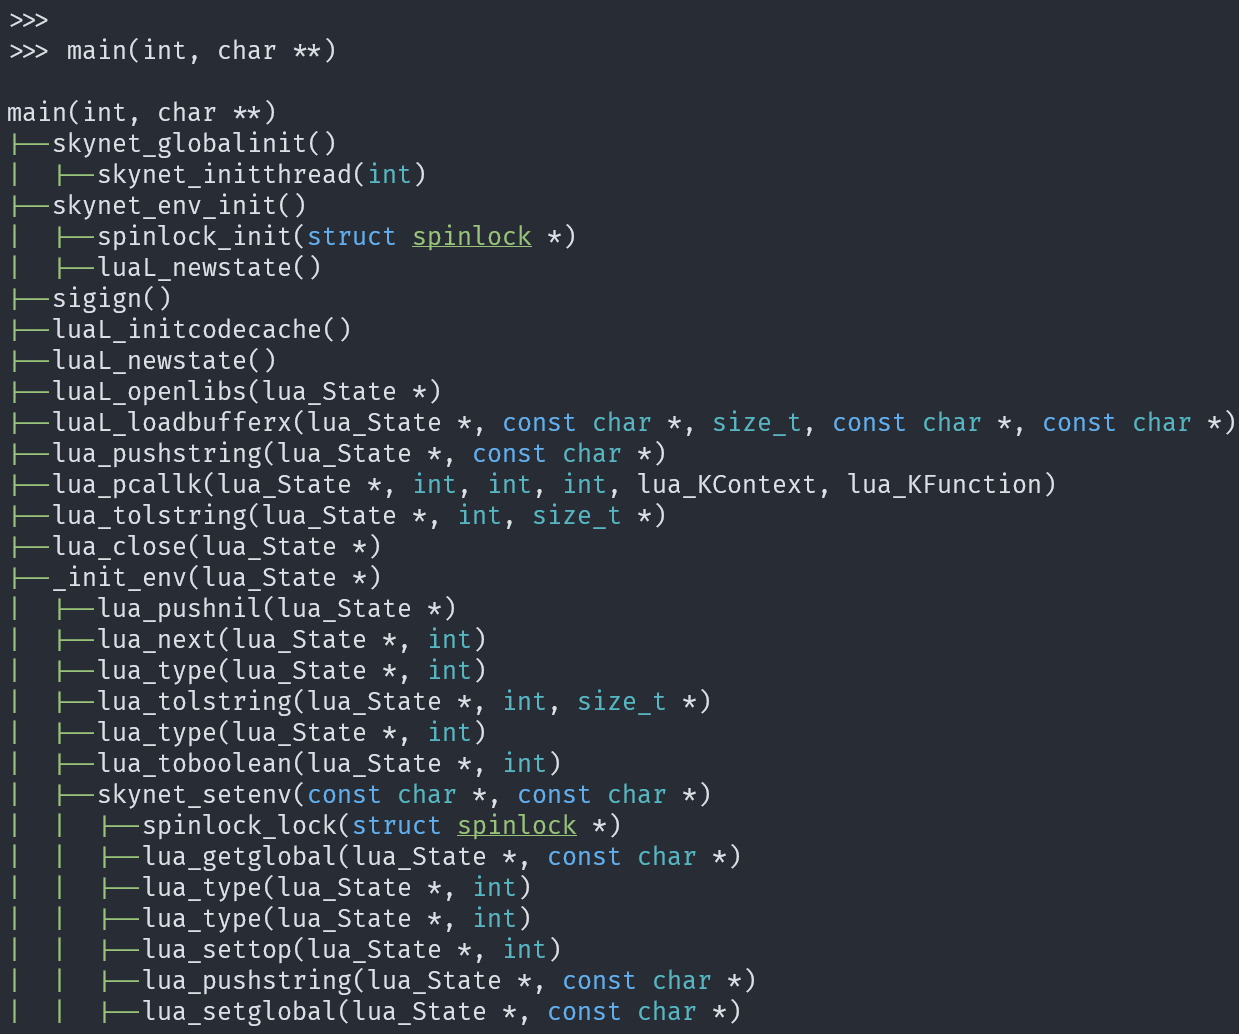 >>>
>>> main(int, char **)

main(int, char **)
├──skynet_globalinit()
│  ├──skynet_initthread(int)
├──skynet_env_init()
│  ├──spinlock_init(struct spinlock *)
│  ├──luaL_newstate()
├──sigign()
├──luaL_initcodecache()
├──luaL_newstate()
├──luaL_openlibs(lua_State *)
├──luaL_loadbufferx(lua_State *, const char *, size_t, const char *, const char *)
├──lua_pushstring(lua_State *, const char *)
├──lua_pcallk(lua_State *, int, int, int, lua_KContext, lua_KFunction)
├──lua_tolstring(lua_State *, int, size_t *)
├──lua_close(lua_State *)
├──_init_env(lua_State *)
│  ├──lua_pushnil(lua_State *)
│  ├──lua_next(lua_State *, int)
│  ├──lua_type(lua_State *, int)
│  ├──lua_tolstring(lua_State *, int, size_t *)
│  ├──lua_type(lua_State *, int)
│  ├──lua_toboolean(lua_State *, int)
│  ├──skynet_setenv(const char *, const char *)
│  │  ├──spinlock_lock(struct spinlock *)
│  │  ├──lua_getglobal(lua_State *, const char *)
│  │  ├──lua_type(lua_State *, int)
│  │  ├──lua_type(lua_State *, int)
│  │  ├──lua_settop(lua_State *, int)
│  │  ├──lua_pushstring(lua_State *, const char *)
│  │  ├──lua_setglobal(lua_State *, const char *)